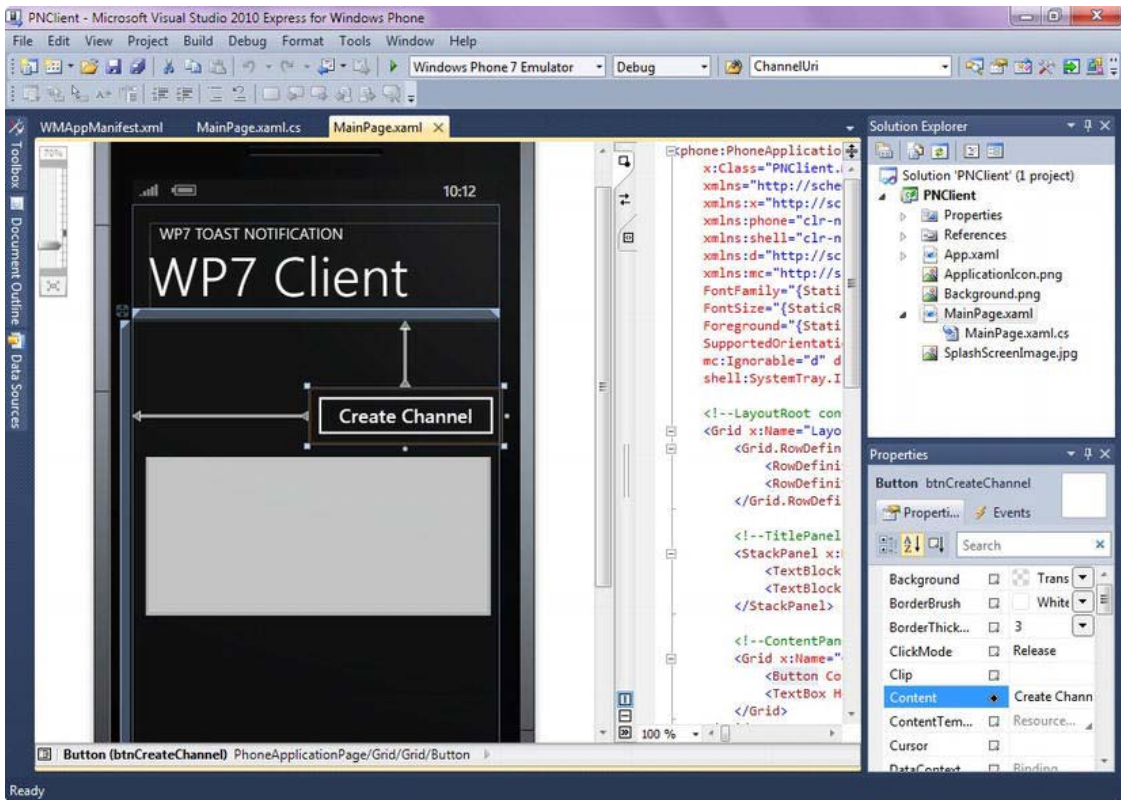 PNClient - Microsoft Visual Studio 2010 Express for Windows Phone
File Edit View Project Build Debug Format Tools Window Help
Windows Phone 7 Emulator Debug ChannelUri
Toolbox
Document Outline
Data Sources
WMAppManifest.xml MainPage.xaml.cs MainPage.xaml
70%
10:12
WP7 TOAST NOTIFICATION
WP7 Client
Create Channel
<phone:PhoneApplicatio
x:Class="PNClient.
xmlns="http://sche
xmlns:x="http://sc
xmlns:phone="clr-n
xmlns:shell="clr-n
xmlns:d="http://sc
xmlns:mc="http://s
FontFamily="{Stati
FontSize="{StaticR
Foreground="{Stati
SupportedOrientati
mc:Ignorable="d" d
shell:SystemTray.I
<!--LayoutRoot con
<Grid x:Name="Layo
<Grid.RowDefin
<RowDefini
<RowDefini
</Grid.RowDefi
<!--TitlePanel
<StackPanel x:
<TextBlock
<TextBlock
</StackPanel>
<!--ContentPan
<Grid x:Name="
<Button Co
<TextBox H
</Grid>
100 %
Button (btnCreateChannel) PhoneApplicationPage/Grid/Grid/Button
Ready
Solution Explorer
Solution 'PNClient' (1 project)
PNClient
Properties
References
App.xaml
ApplicationIcon.png
Background.png
MainPage.xaml
MainPage.xaml.cs
SplashScreenImage.jpg
Properties
Button btnCreateChannel
Properti... Events
Search
Background Trans
BorderBrush White
BorderThick... 3
ClickMode Release
Clip
Content Create Chann
ContentTem... Resource...
Cursor
DataContext Binding